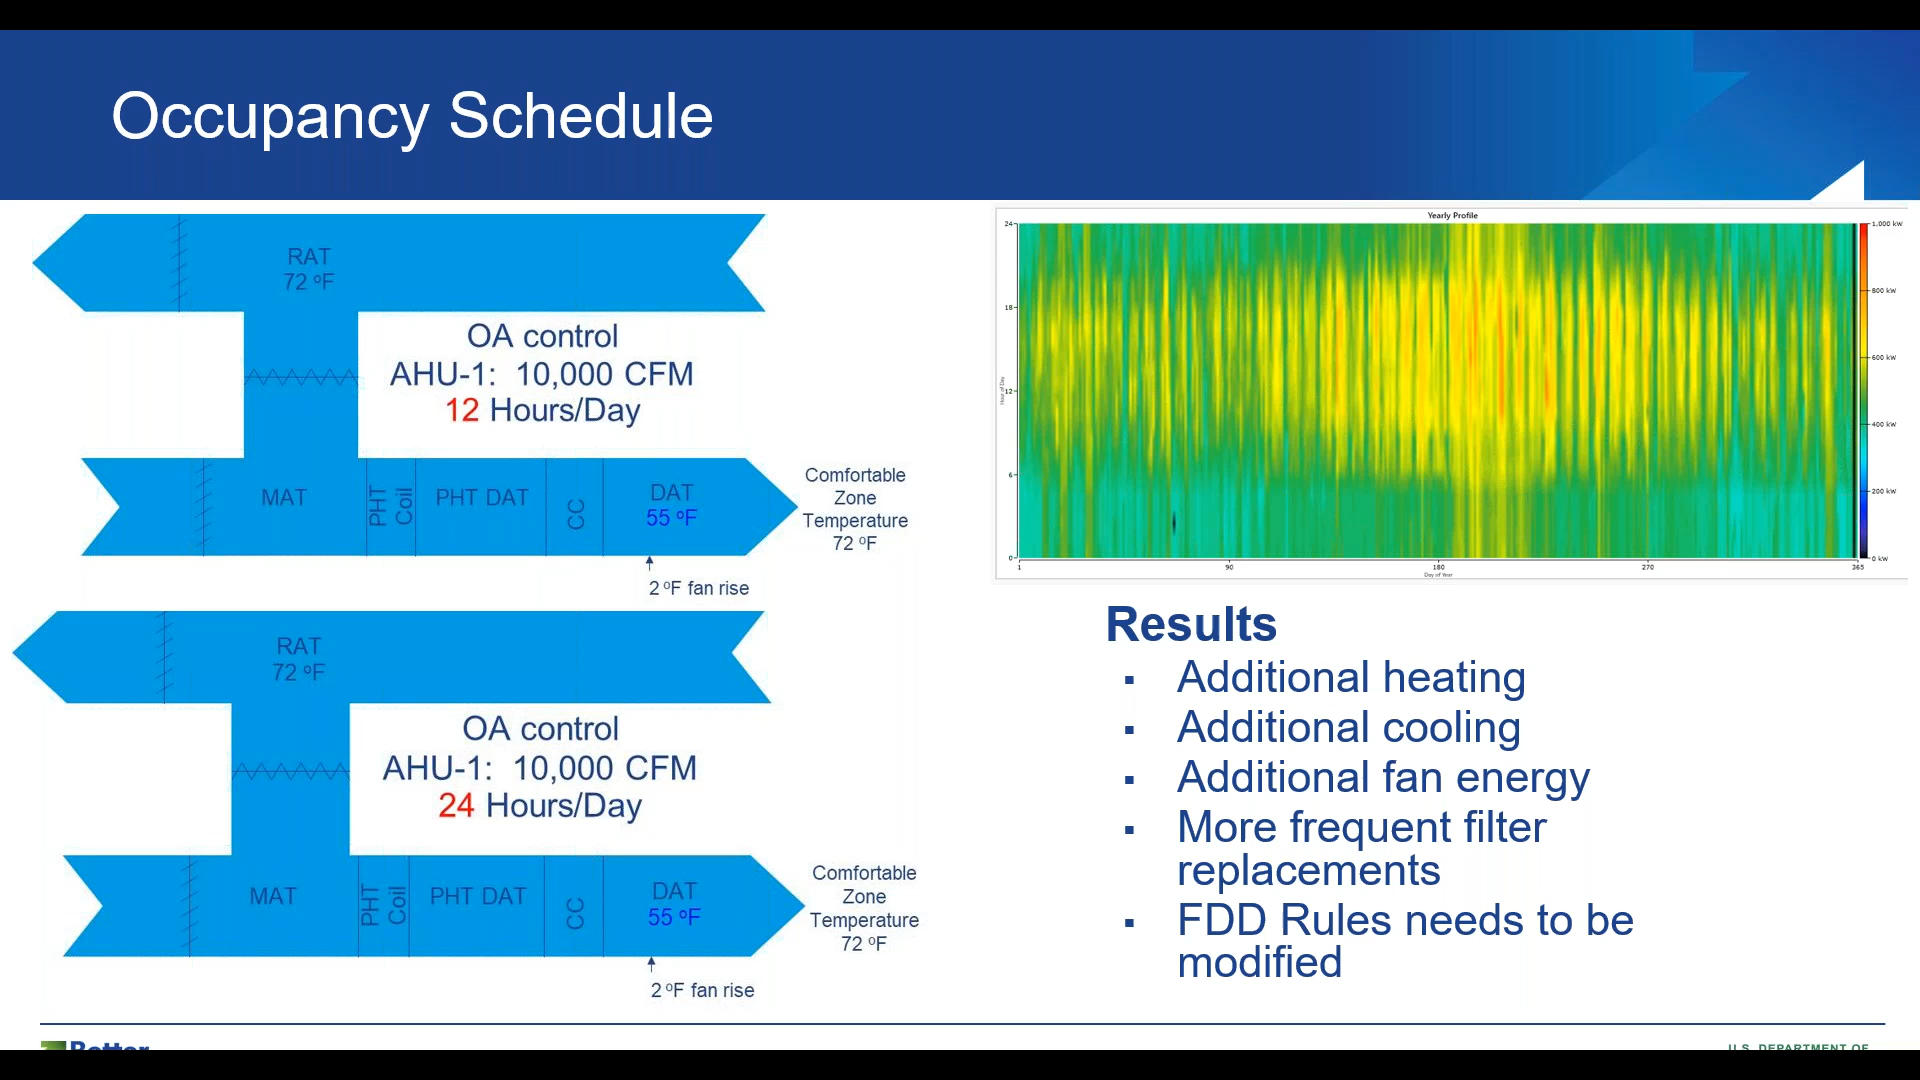 Occupancy Schedule
RAT
72 ºF
OA control
AHU-1: 10,000 CFM
12 Hours/Day
MAT
PHT Coil
PHT DAT
CC
DAT
55 ºF
Comfortable
Zone
Temperature
72 ºF
2 ºF fan rise
RAT
72 ºF
OA control
AHU-1: 10,000 CFM
24 Hours/Day
MAT
PHT Coil
PHT DAT
CC
DAT
55 ºF
Comfortable
Zone
Temperature
72 ºF
2 ºF fan rise
Yearly Profile
24
18
12
6
0
Hour of Day
1
90
180
270
365
Day of Year
1,000 kW
800 kW
600 kW
400 kW
200 kW
0 kW
Results
▪ Additional heating
▪ Additional cooling
▪ Additional fan energy
▪ More frequent filter
replacements
▪ FDD Rules needs to be
modified
Better
U.S. DEPARTMENT OF